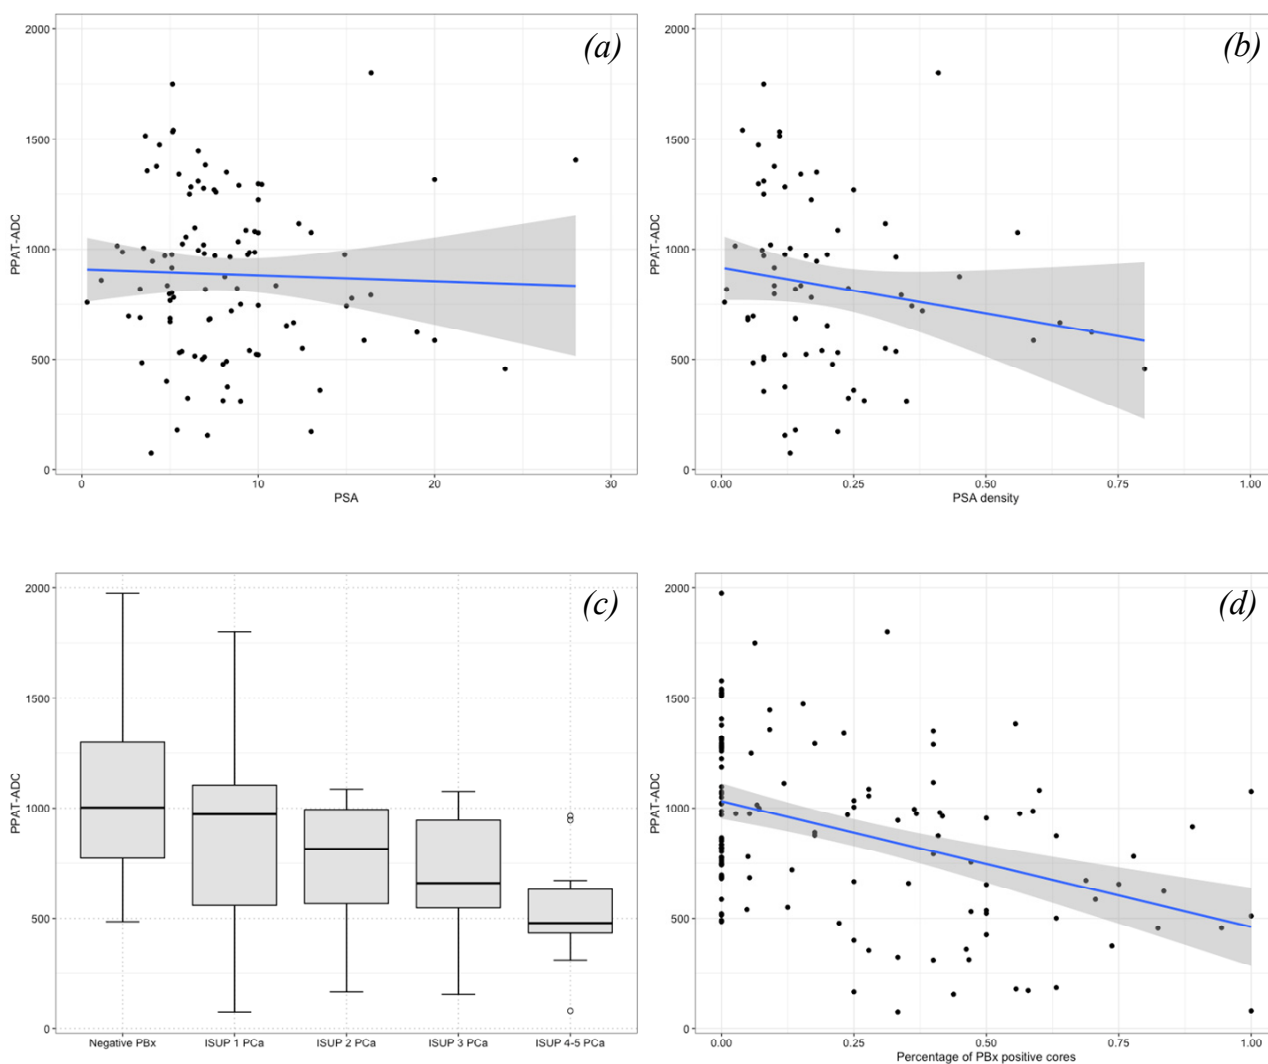 (a)
2000
1500
1000
500
0
PPAT-ADC
0 10 20 30
PSA
(b)
2000
1500
1000
500
0
PPAT-ADC
0.00 0.25 0.50 0.75 1.00
PSA density
(c)
2000
1500
1000
500
0
PPAT-ADC
Negative PBx ISUP 1 PCa ISUP 2 PCa ISUP 3 PCa ISUP 4-5 PCa
(d)
2000
1500
1000
500
0
PPAT-ADC
0.00 0.25 0.50 0.75 1.00
Percentage of PBx positive cores